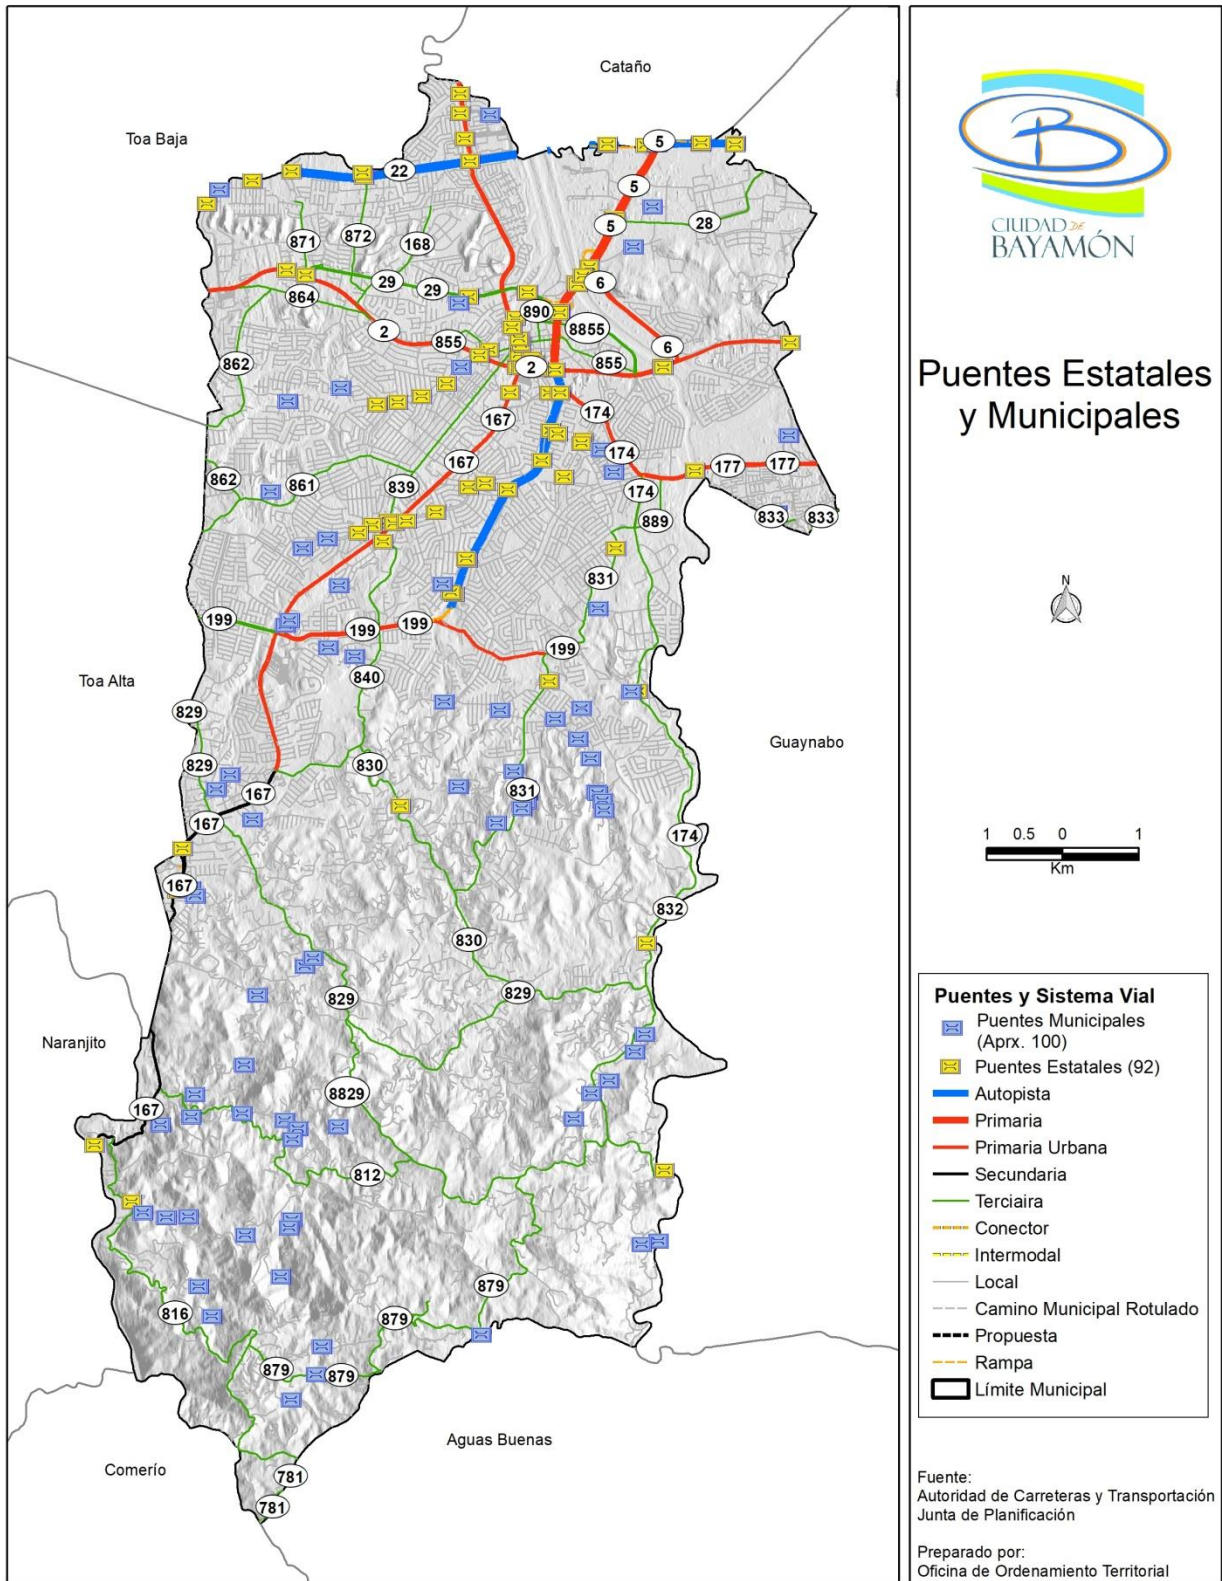 Cataño
Toa Baja
5
22
5
28
5
871
872
168
29
29
6
864
890
8855
2
855
6
855
862
2
174
167
174
167
177
177
862
861
839
174
889
833
833
831
199
199
199
199
840
Toa Alta
829
Guaynabo
829
830
831
167
167
174
167
832
830
829
829
Naranjito
8829
167
812
879
816
879
879
879
Aguas Buenas
Comerío
781
781
CIUDAD DE
BAYAMÓN
Puentes Estatales
y Municipales
N
1 0.5 0 1
Km
Puentes y Sistema Vial
Puentes Municipales
(Aprx. 100)
Puentes Estatales (92)
Autopista
Primaria
Primaria Urbana
Secundaria
Terciaira
Conector
Intermodal
Local
Camino Municipal Rotulado
Propuesta
Rampa
Límite Municipal
Fuente:
Autoridad de Carreteras y Transportación
Junta de Planificación
Preparado por:
Oficina de Ordenamiento Territorial